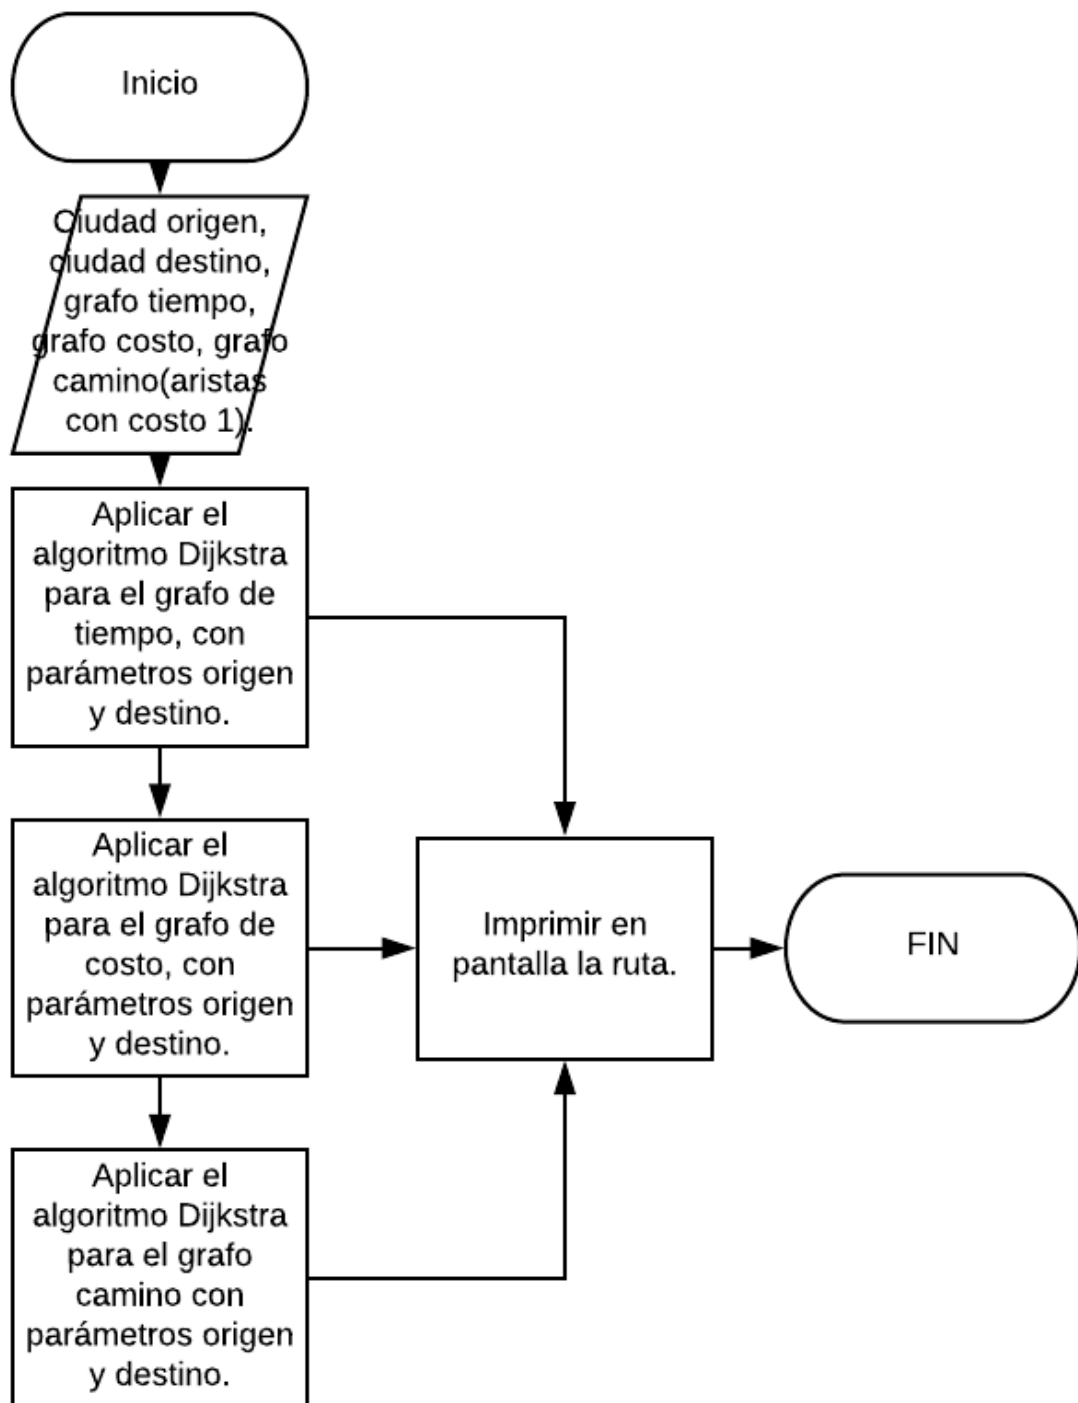 Inicio
Ciudad origen,
ciudad destino,
grafo tiempo,
grafo costo, grafo
camino(aristas
con costo 1).
Aplicar el
algoritmo Dijkstra
para el grafo de
tiempo, con
parámetros origen
y destino.
Aplicar el
algoritmo Dijkstra
para el grafo de
costo, con
parámetros origen
y destino.
Imprimir en
pantalla la ruta.
FIN
Aplicar el
algoritmo Dijkstra
para el grafo
camino con
parámetros origen
y destino.